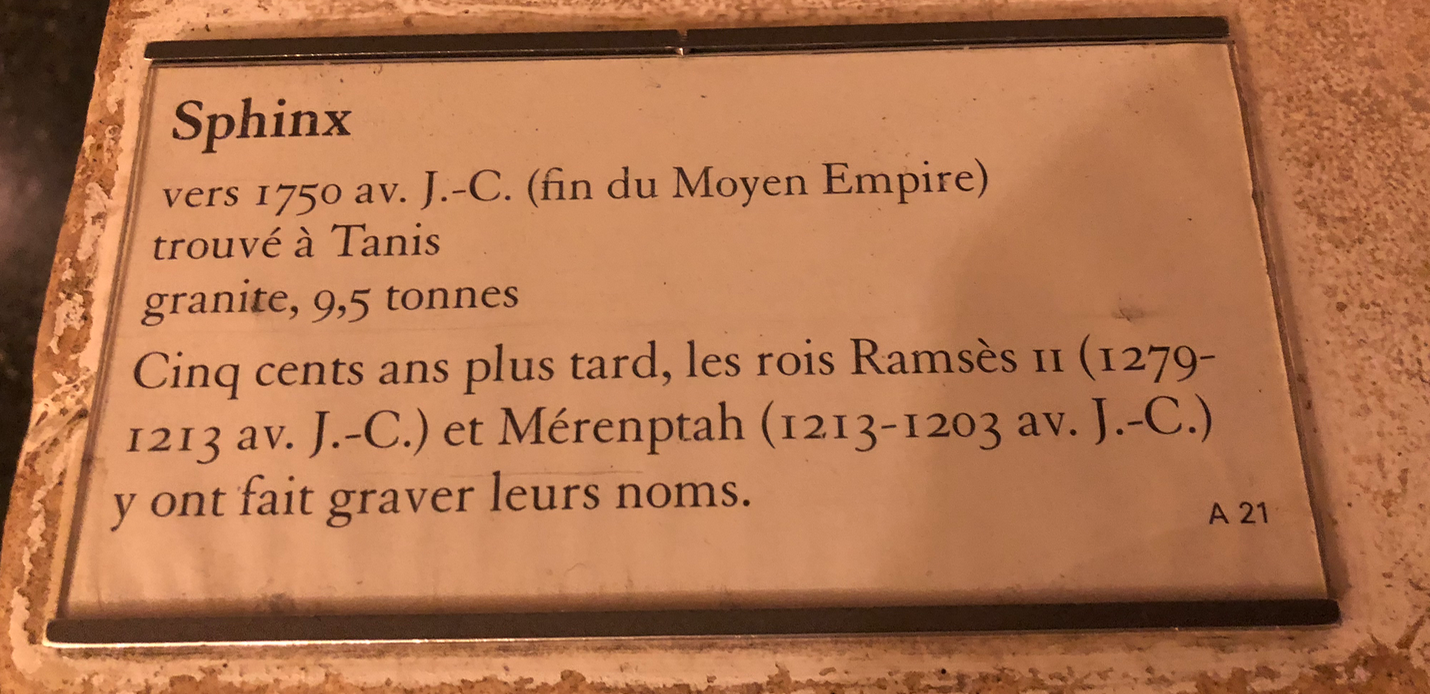 Sphinx
vers 1750 av. J.-C. (fin du Moyen Empire)
trouvé à Tanis
granite, 9,5 tonnes
Cinq cents ans plus tard, les rois Ramsès II (1279-
1213 av. J.-C.) et Mérenptah (1213-1203 av. J.-C.)
y ont fait graver leurs noms.
A 21